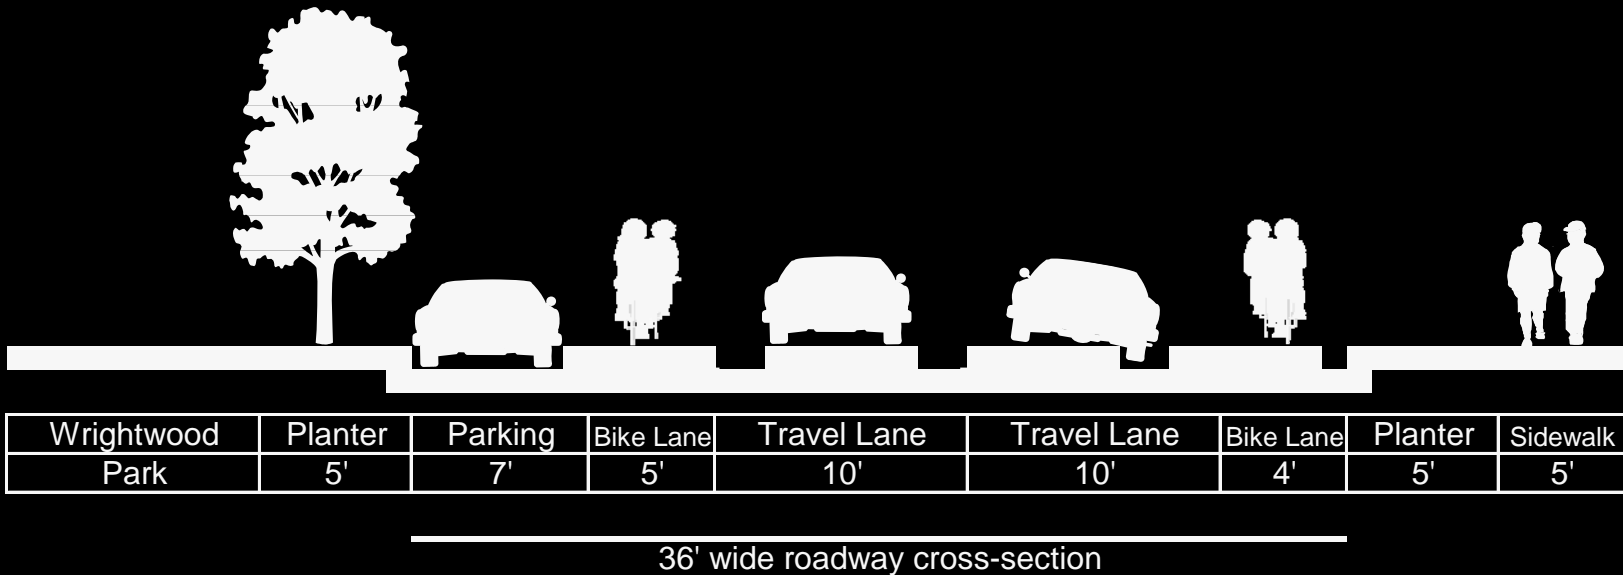 Wrightwood Planter Parking Bike Lane Travel Lane Travel Lane Bike Lane Planter Sidewalk
Park 5' 7' 5' 10' 10' 4' 5' 5'
36' wide roadway cross-section